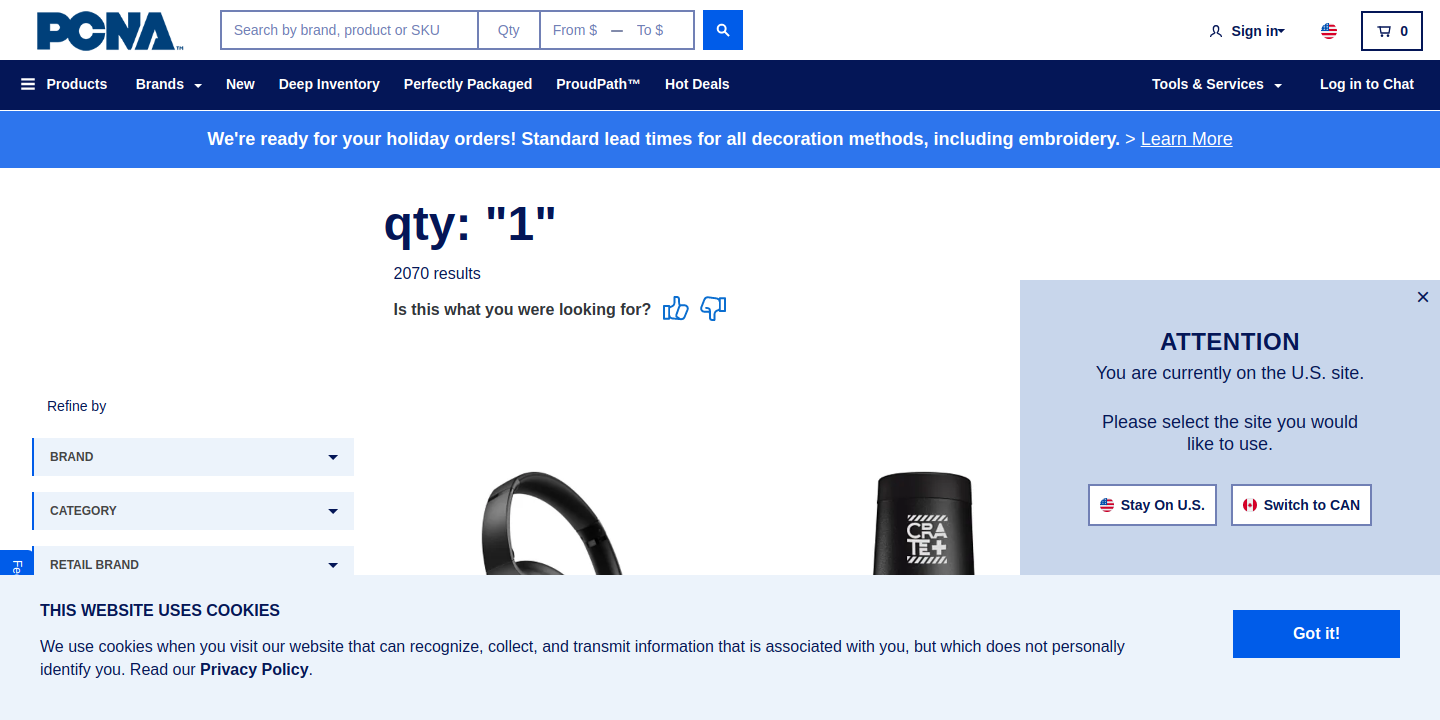 PCNA™
Search by brand, product or SKU
Qty
From $ — To $
Sign in
0
Products
Brands
New
Deep Inventory
Perfectly Packaged
ProudPath™
Hot Deals
Tools & Services
Log in to Chat
We're ready for your holiday orders! Standard lead times for all decoration methods, including embroidery. > Learn More
qty: "1"
2070 results
Is this what you were looking for?
×
ATTENTION
You are currently on the U.S. site.
Please select the site you would
like to use.
Stay On U.S.
Switch to CAN
Refine by
BRAND
CATEGORY
RETAIL BRAND
CRA
TE+
THIS WEBSITE USES COOKIES
We use cookies when you visit our website that can recognize, collect, and transmit information that is associated with you, but which does not personally
identify you. Read our Privacy Policy.
Got it!